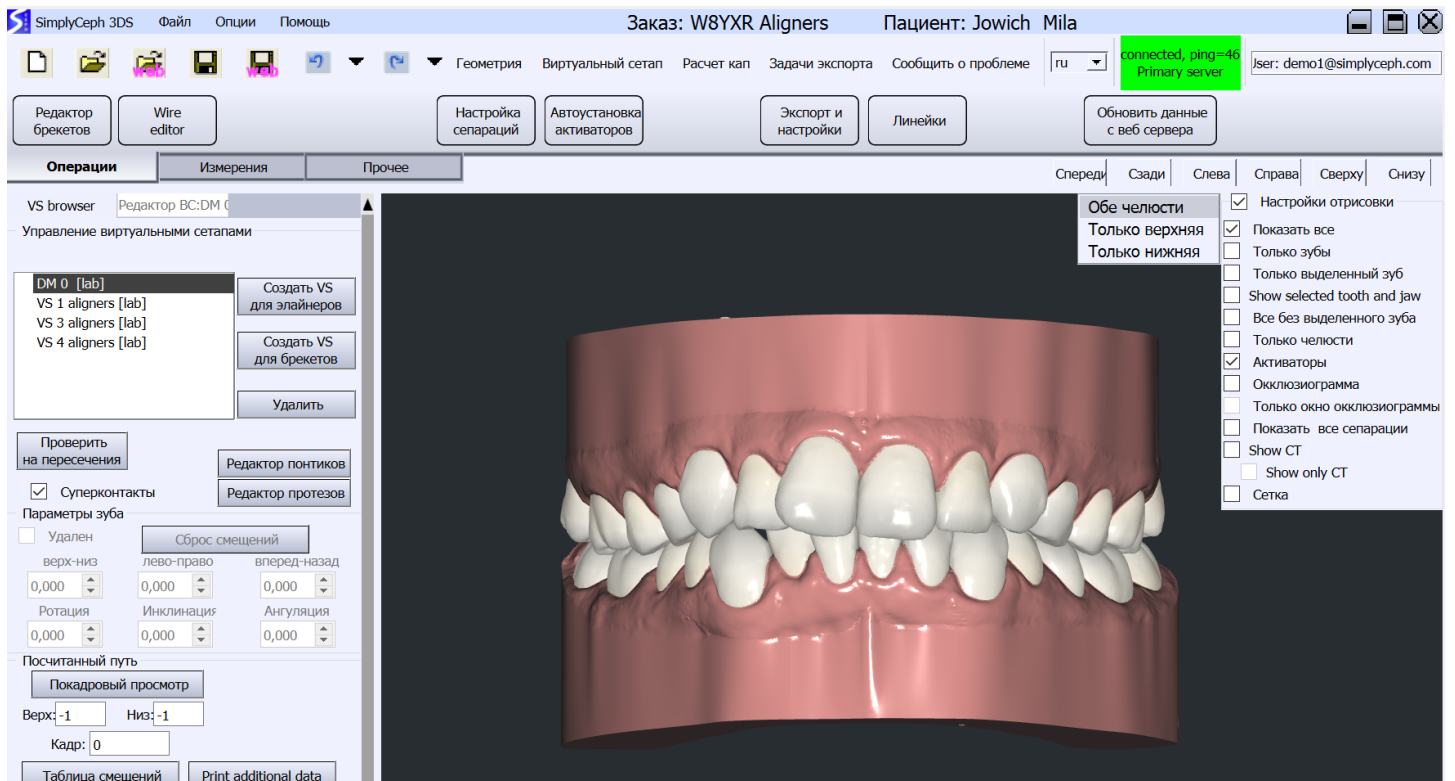 SimplyCeph 3DS Файл Опции Помощь Заказ: W8YXR Aligners Пациент: Jowich Mila
web web Геометрия Виртуальный сетап Расчет кап Задачи экспорта Сообщить о проблеме ru connected, ping=46
Primary server
Jser: demo1@simplyceph.com
Редактор
брекетов
Wire
editor
Настройка
сепараций
Автоустановка
активаторов
Экспорт и
настройки
Линейки
Обновить данные
с веб сервера
Операции Измерения Прочее
Спереди Сзади Слева Справа Сверху Снизу
VS browser Редактор ВС:DM 0
Управление виртуальными сетапами
DM 0 [lab]
VS 1 aligners [lab]
VS 3 aligners [lab]
VS 4 aligners [lab]
Создать VS
для элайнеров
Создать VS
для брекетов
Удалить
Проверить
на пересечения
Редактор понтиков
Суперконтакты
Редактор протезов
Параметры зуба
Удален Сброс смещений
верх-низ лево-право вперед-назад
0,000 0,000 0,000
Ротация Инклинация Ангуляция
0,000 0,000 0,000
Посчитанный путь
Покадровый просмотр
Верх: -1 Низ: -1
Кадр: 0
Таблица смещений Print additional data
Обе челюсти
Только верхняя
Только нижняя
Настройки отрисовки
Показать все
Только зубы
Только выделенный зуб
Show selected tooth and jaw
Все без выделенного зуба
Только челюсти
Активаторы
Окклюзиограмма
Только окно окклюзиограммы
Показать все сепарации
Show CT
Show only CT
Сетка